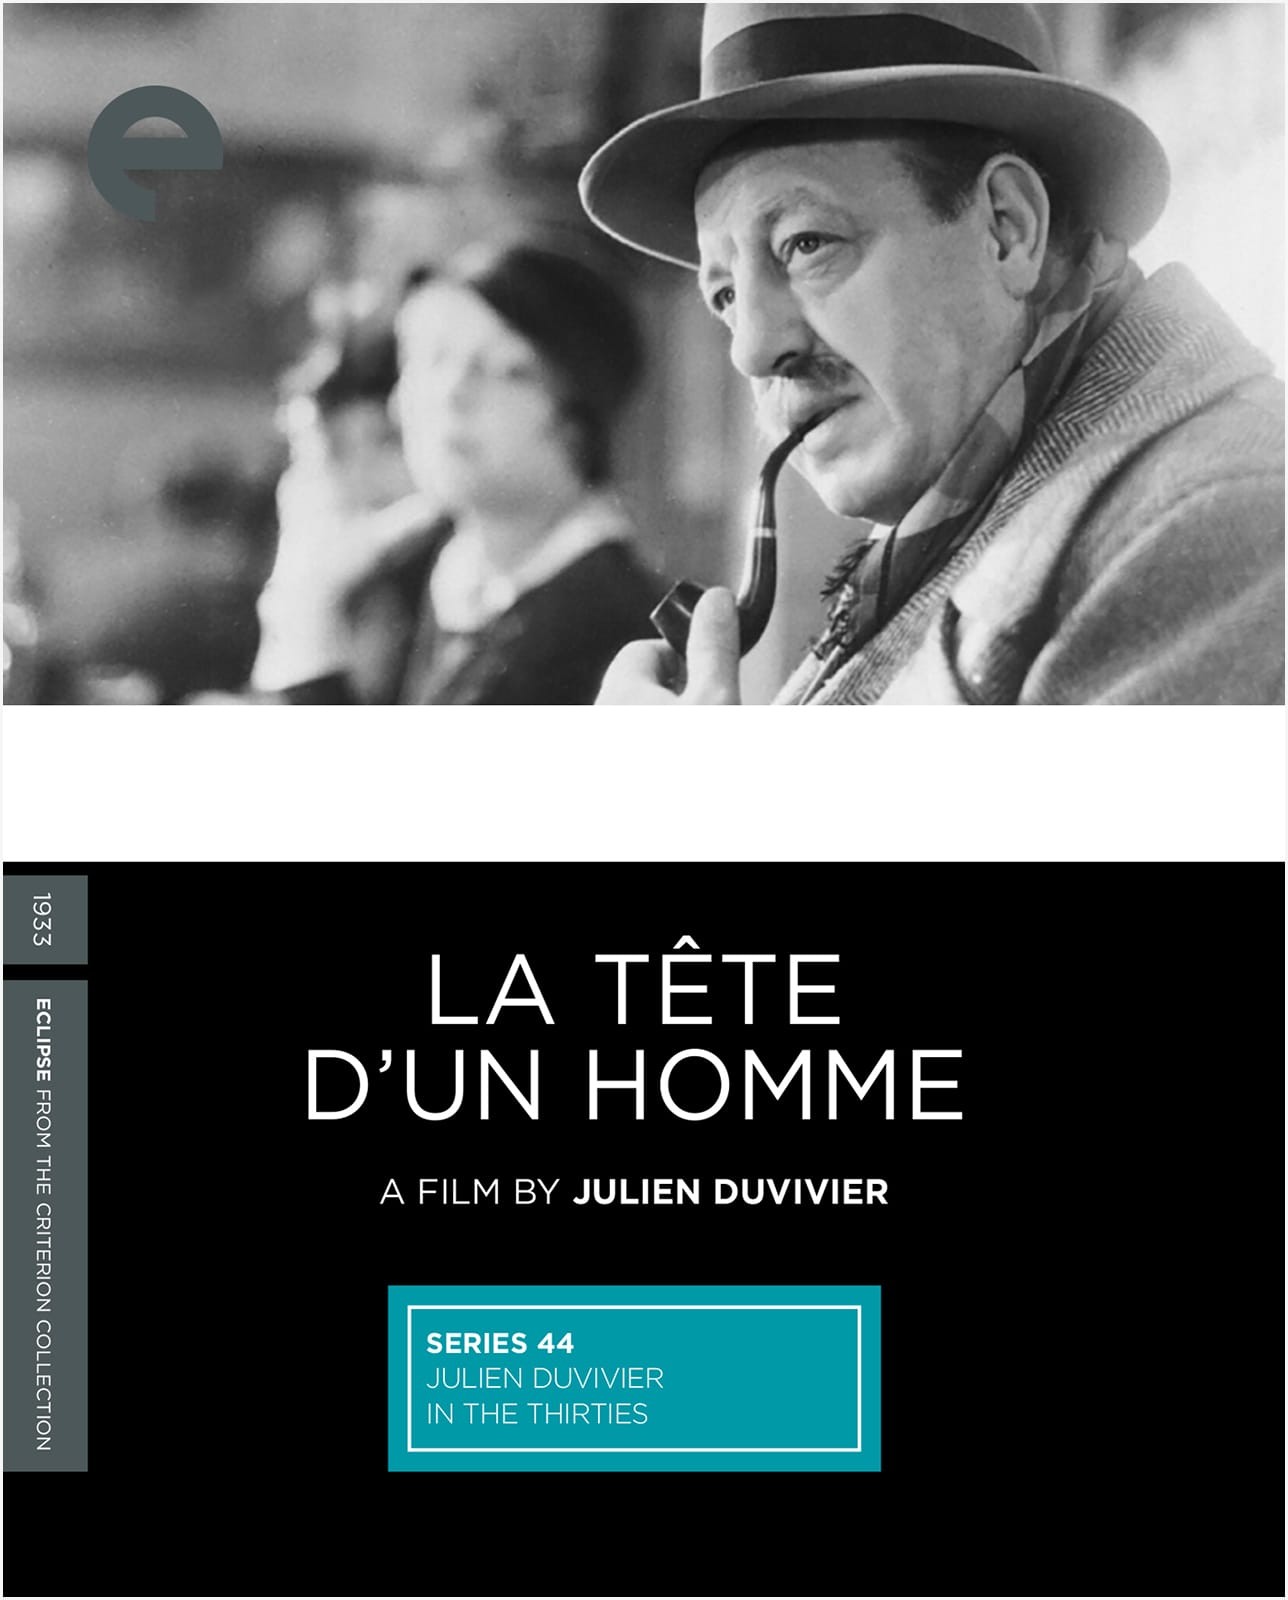 e
1933
ECLIPSE FROM THE CRITERION COLLECTION
LA TÊTE
D’UN HOMME
A FILM BY JULIEN DUVIVIER
SERIES 44
JULIEN DUVIVIER
IN THE THIRTIES